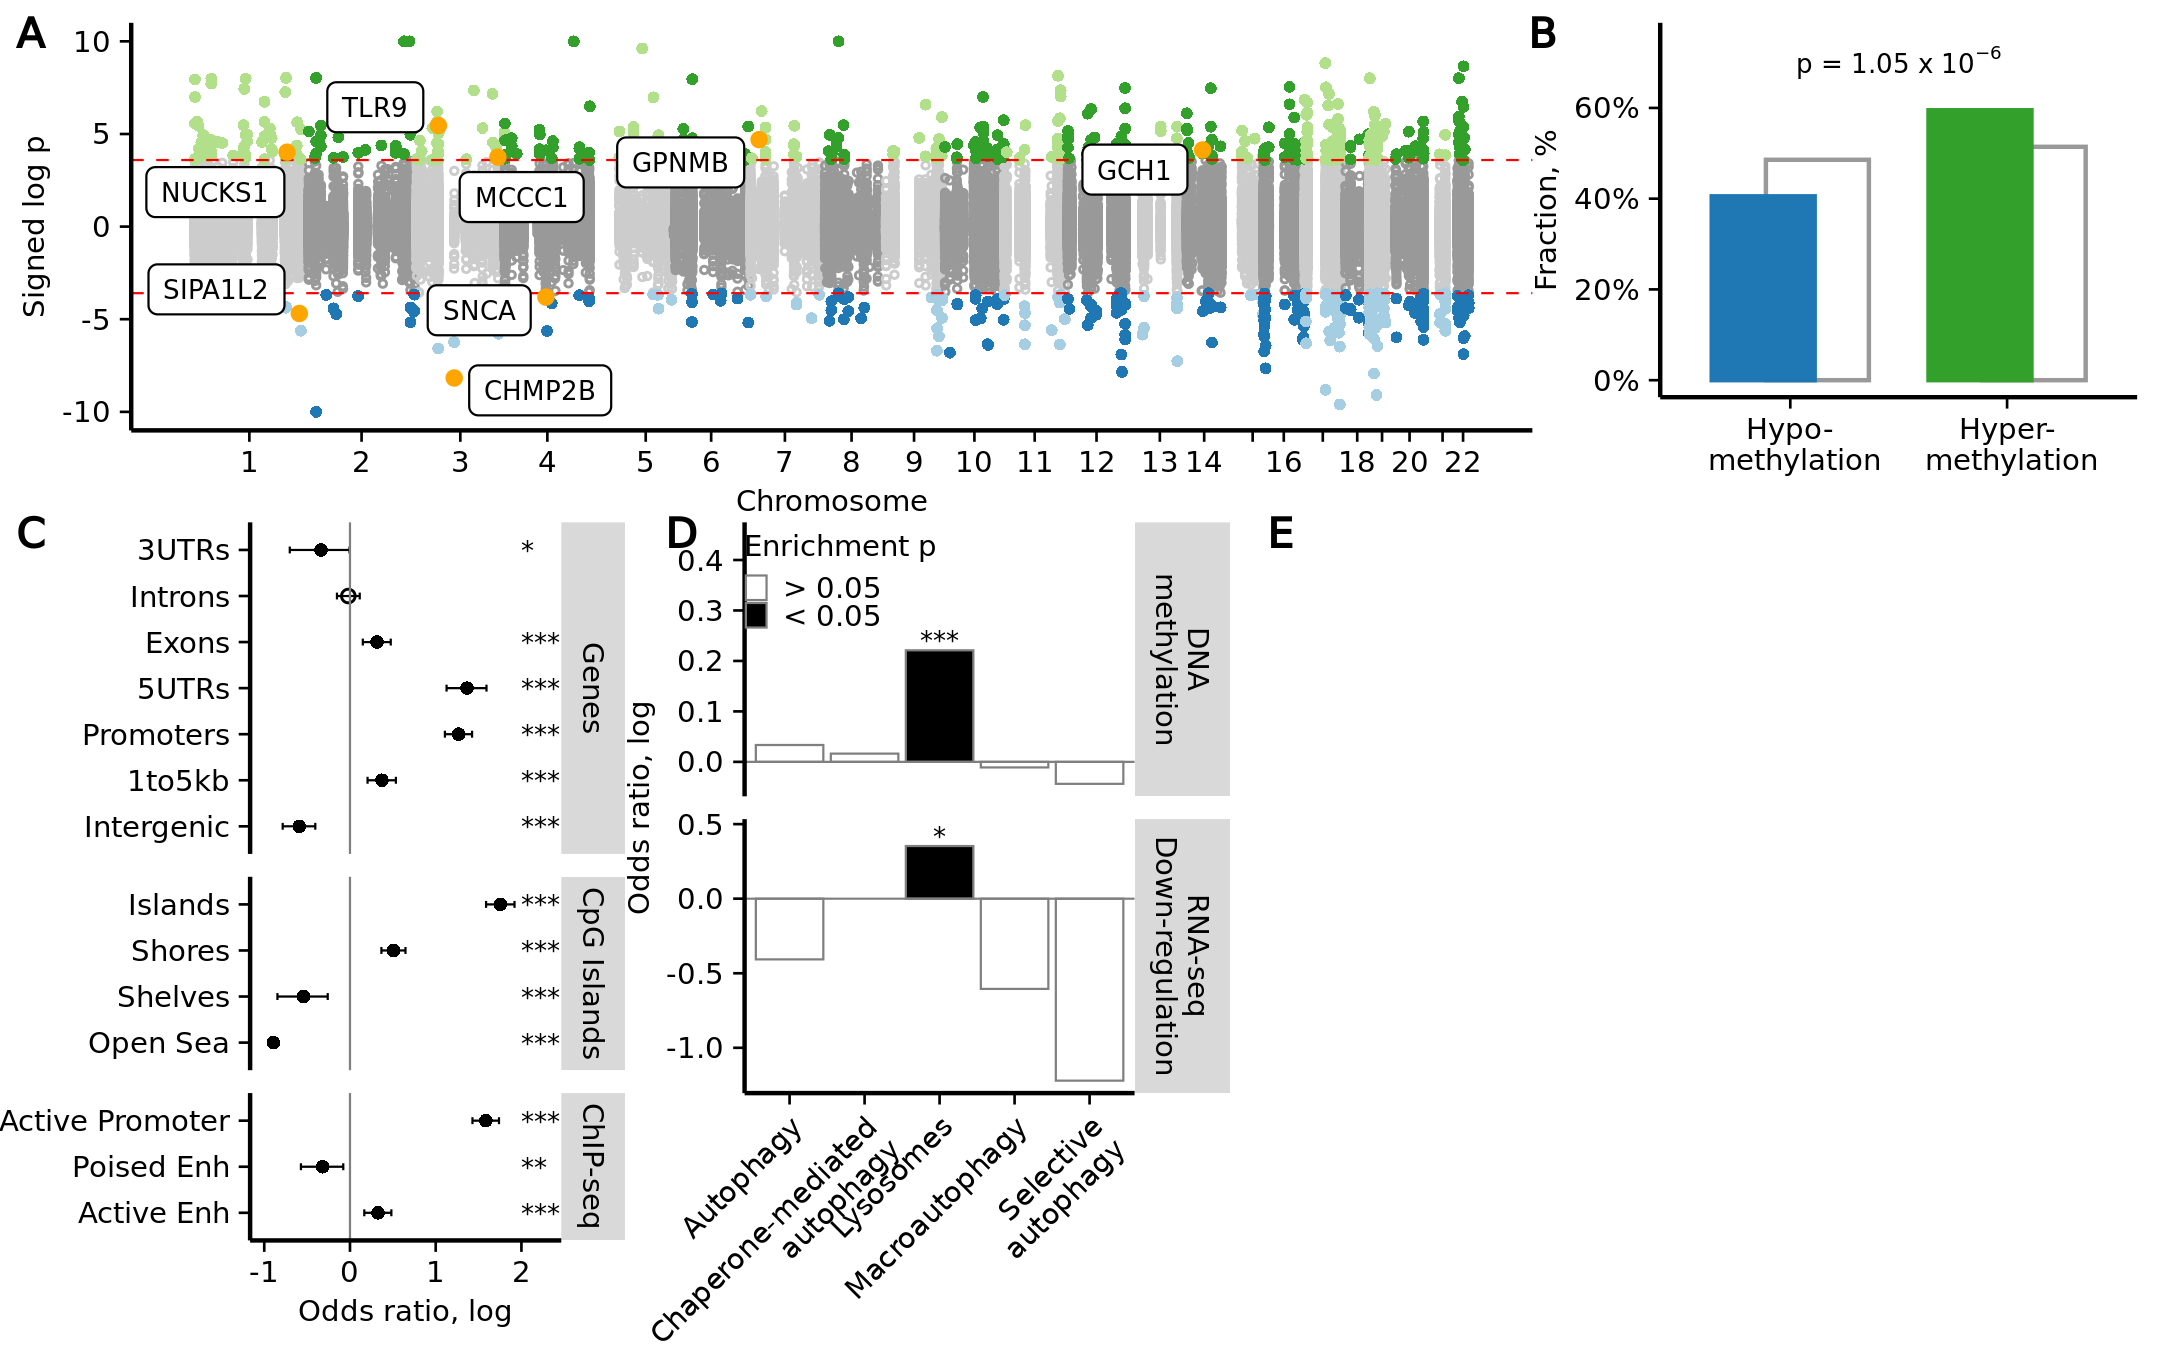 A
10
5
0
-5
-10
Signed log p
TLR9
NUCKS1
MCCC1
GPNMB
GCH1
SIPA1L2
SNCA
CHMP2B
1 2 3 4 5 6 7 8 9 10 11 12 13 14 16 18 20 22
Chromosome
B
p = 1.05 x 10⁻⁶
60%
40%
20%
0%
Fraction, %
Hypo-
methylation
Hyper-
methylation
C
3UTRs *
Introns
Exons ***
5UTRs ***
Promoters ***
1to5kb ***
Intergenic ***
Genes
Islands ***
Shores ***
Shelves ***
Open Sea ***
CpG Islands
Active Promoter ***
Poised Enh **
Active Enh ***
ChIP-seq
-1 0 1 2
Odds ratio, log
D
Enrichment p
> 0.05
< 0.05
0.4
0.3
0.2
0.1
0.0
***
DNA
methylation
Odds ratio, log
0.5
0.0
-0.5
-1.0
*
RNA-seq
Down-regulation
Autophagy
Chaperone-mediated
autophagy
Lysosomes
Macroautophagy
Selective
autophagy
E